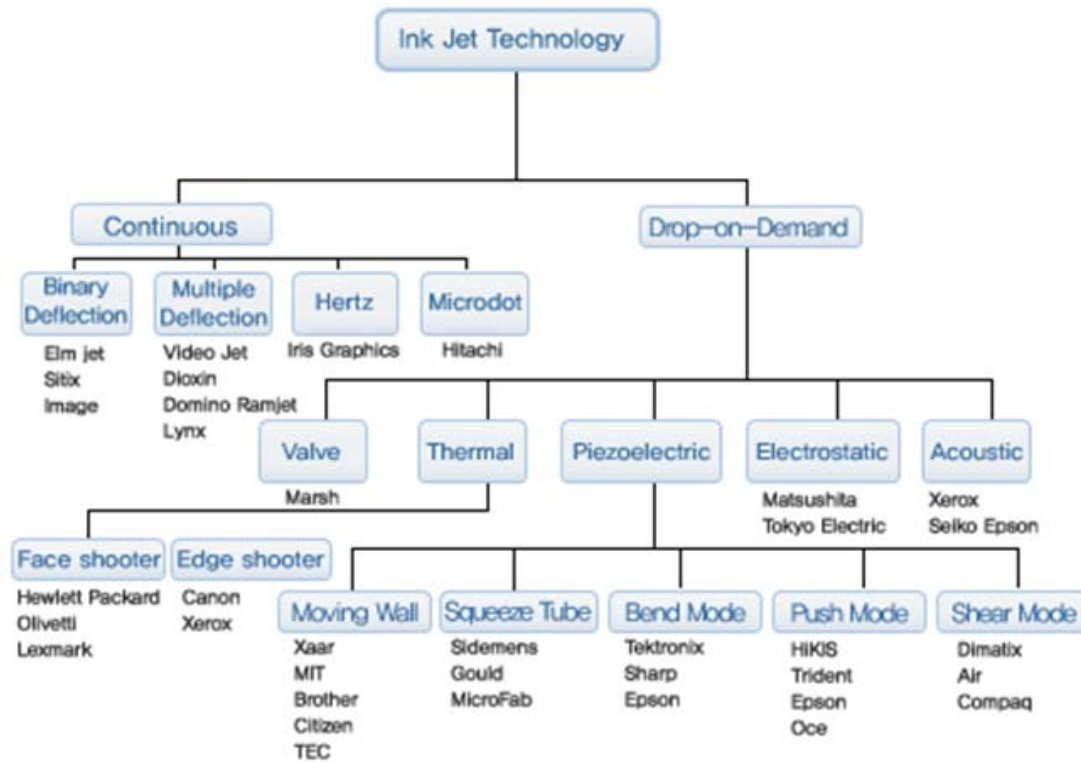 Ink Jet Technology
Continuous
Drop-on-Demand
Binary
Deflection
Elm jet
Sitix
Image
Multiple
Deflection
Video Jet
Dioxin
Domino Ramjet
Lynx
Hertz
Iris Graphics
Microdot
Hitachi
Valve
Marsh
Thermal
Piezoelectric
Electrostatic
Matsushita
Tokyo Electric
Acoustic
Xerox
Seiko Epson
Face shooter
Hewlett Packard
Olivetti
Lexmark
Edge shooter
Canon
Xerox
Moving Wall
Xaar
MIT
Brother
Citizen
TEC
Squeeze Tube
Sidemens
Gould
MicroFab
Bend Mode
Tektronix
Sharp
Epson
Push Mode
HIKIS
Trident
Epson
Oce
Shear Mode
Dimatix
Air
Compaq